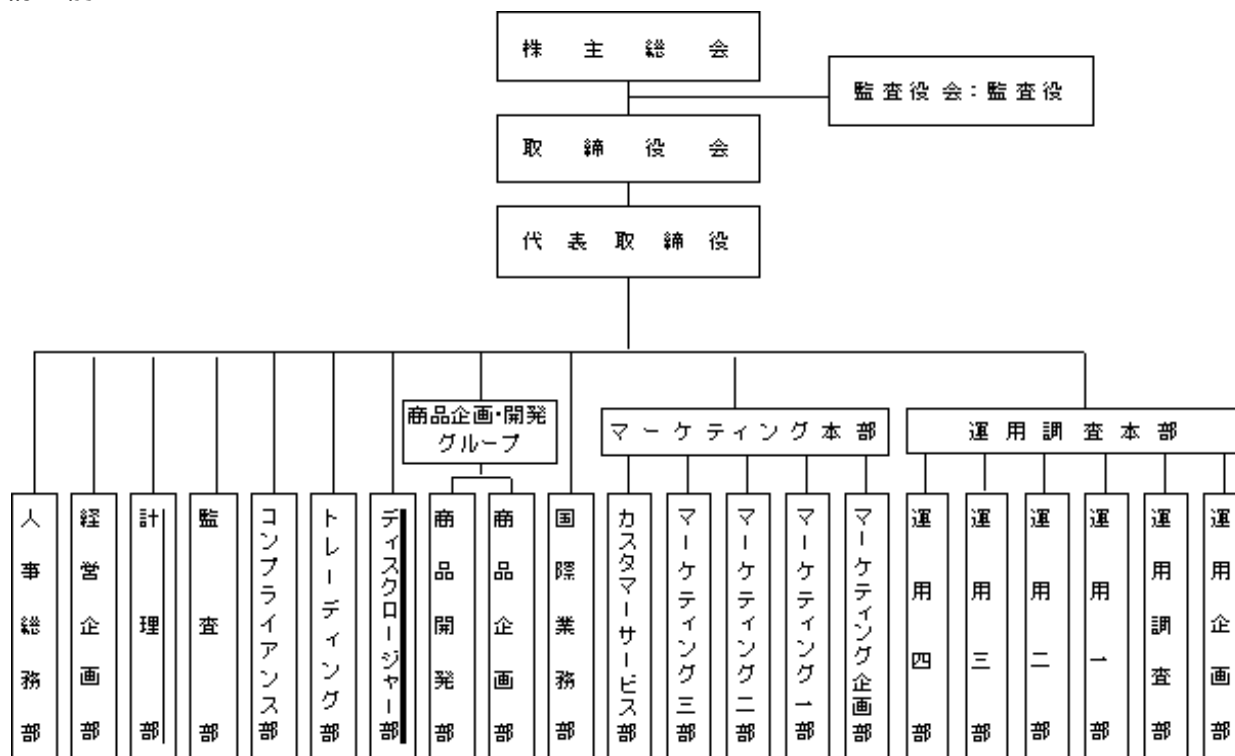 株主総会
監査役会：監査役
取締役会
代表取締役
商品企画・開発
グループ
マーケティング本部
運用調査本部
人事総務部
経営企画部
計理部
監査部
コンプライアンス部
トレーディング部
ディスクロージャー部
商品開発部
商品企画部
国際業務部
カスタマーサービス部
マーケティング三部
マーケティング二部
マーケティング一部
マーケティング企画部
運用四部
運用三部
運用二部
運用一部
運用調査部
運用企画部